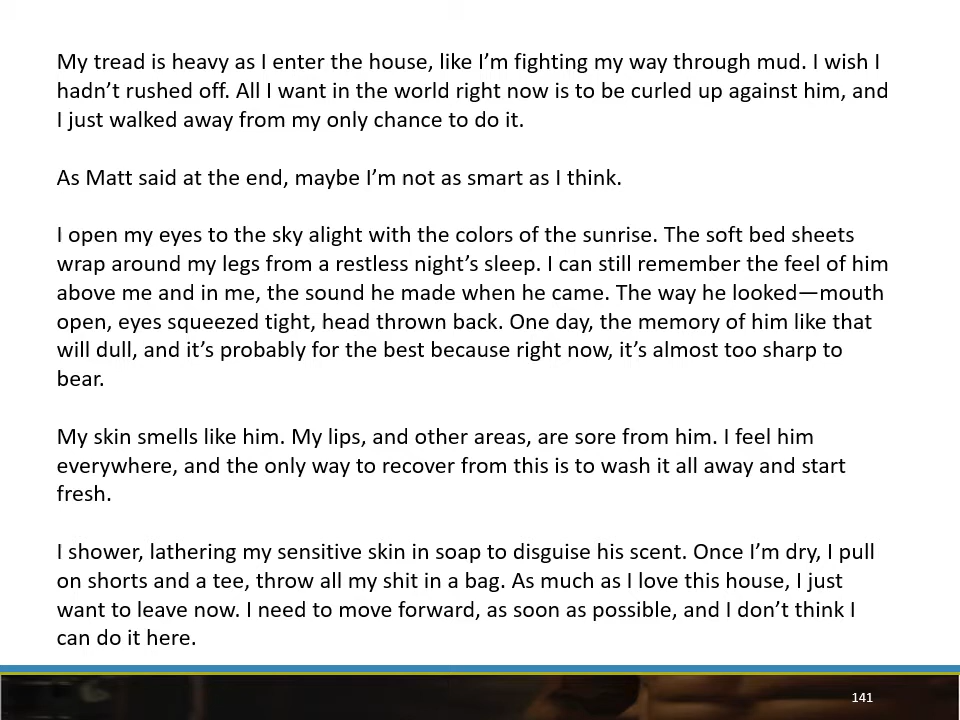 My tread is heavy as I enter the house, like I’m fighting my way through mud. I wish I
hadn’t rushed off. All I want in the world right now is to be curled up against him, and
I just walked away from my only chance to do it.
As Matt said at the end, maybe I’m not as smart as I think.
I open my eyes to the sky alight with the colors of the sunrise. The soft bed sheets
wrap around my legs from a restless night’s sleep. I can still remember the feel of him
above me and in me, the sound he made when he came. The way he looked—mouth
open, eyes squeezed tight, head thrown back. One day, the memory of him like that
will dull, and it’s probably for the best because right now, it’s almost too sharp to
bear.
My skin smells like him. My lips, and other areas, are sore from him. I feel him
everywhere, and the only way to recover from this is to wash it all away and start
fresh.
I shower, lathering my sensitive skin in soap to disguise his scent. Once I’m dry, I pull
on shorts and a tee, throw all my shit in a bag. As much as I love this house, I just
want to leave now. I need to move forward, as soon as possible, and I don’t think I
can do it here.
141